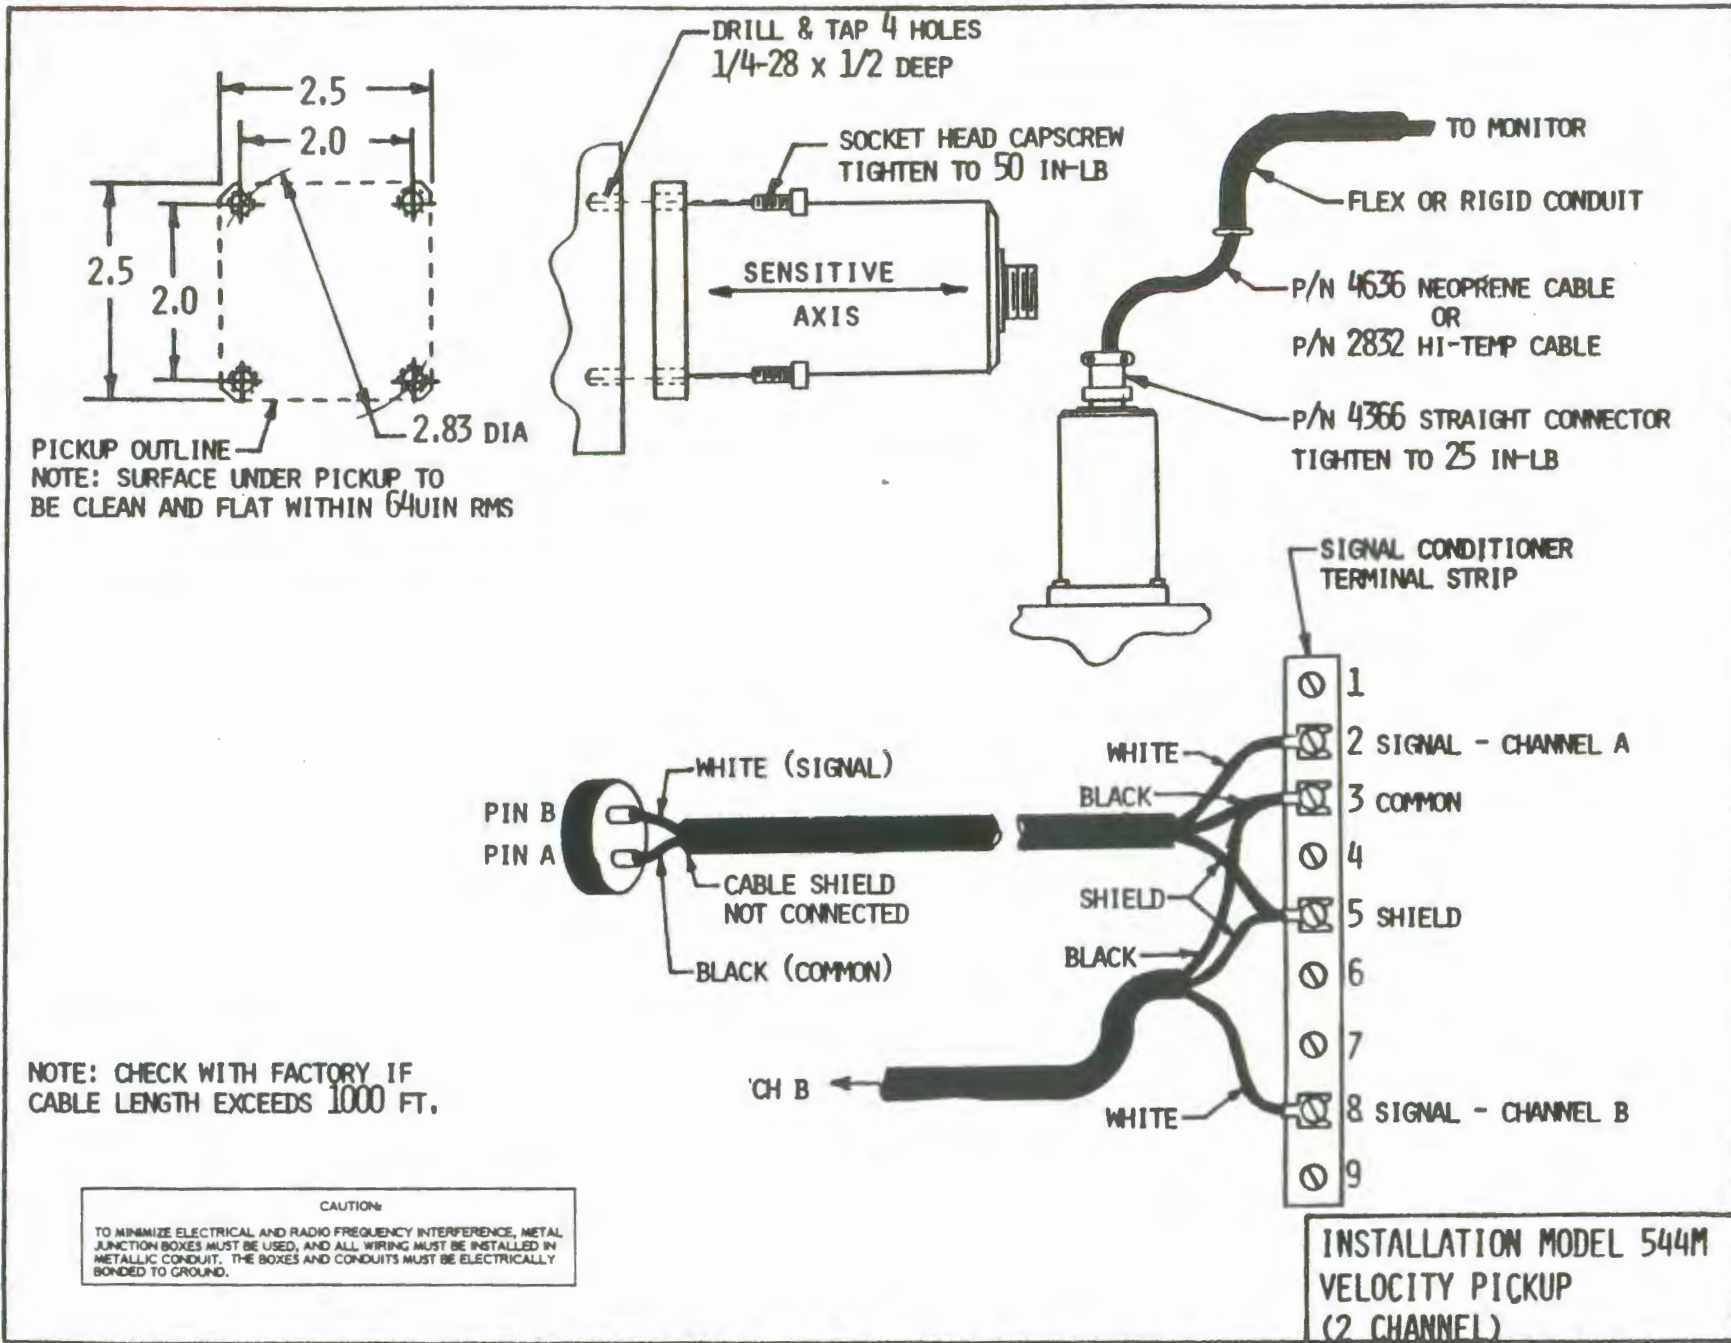 DRILL & TAP 4 HOLES
1/4-28 X 1/2 DEEP
2.5
2.0
2.5
2.0
2.83 DIA
PICKUP OUTLINE
NOTE: SURFACE UNDER PICKUP TO
BE CLEAN AND FLAT WITHIN 64UIN RMS
SOCKET HEAD CAPSCREW
TIGHTEN TO 50 IN-LB
SENSITIVE
AXIS
TO MONITOR
FLEX OR RIGID CONDUIT
P/N 4636 NEOPRENE CABLE
OR
P/N 2832 HI-TEMP CABLE
P/N 4366 STRAIGHT CONNECTOR
TIGHTEN TO 25 IN-LB
SIGNAL CONDITIONER
TERMINAL STRIP
1
2 SIGNAL - CHANNEL A
3 COMMON
4
5 SHIELD
6
7
8 SIGNAL - CHANNEL B
9
WHITE
BLACK
SHIELD
BLACK
WHITE
WHITE (SIGNAL)
PIN B
PIN A
CABLE SHIELD
NOT CONNECTED
BLACK (COMMON)
CH B
NOTE: CHECK WITH FACTORY IF
CABLE LENGTH EXCEEDS 1000 FT.
CAUTION:
TO MINIMIZE ELECTRICAL AND RADIO FREQUENCY INTERFERENCE, METAL
JUNCTION BOXES MUST BE USED, AND ALL WIRING MUST BE INSTALLED IN
METALLIC CONDUIT. THE BOXES AND CONDUITS MUST BE ELECTRICALLY
BONDED TO GROUND.
INSTALLATION MODEL 544M
VELOCITY PICKUP
(2 CHANNEL)